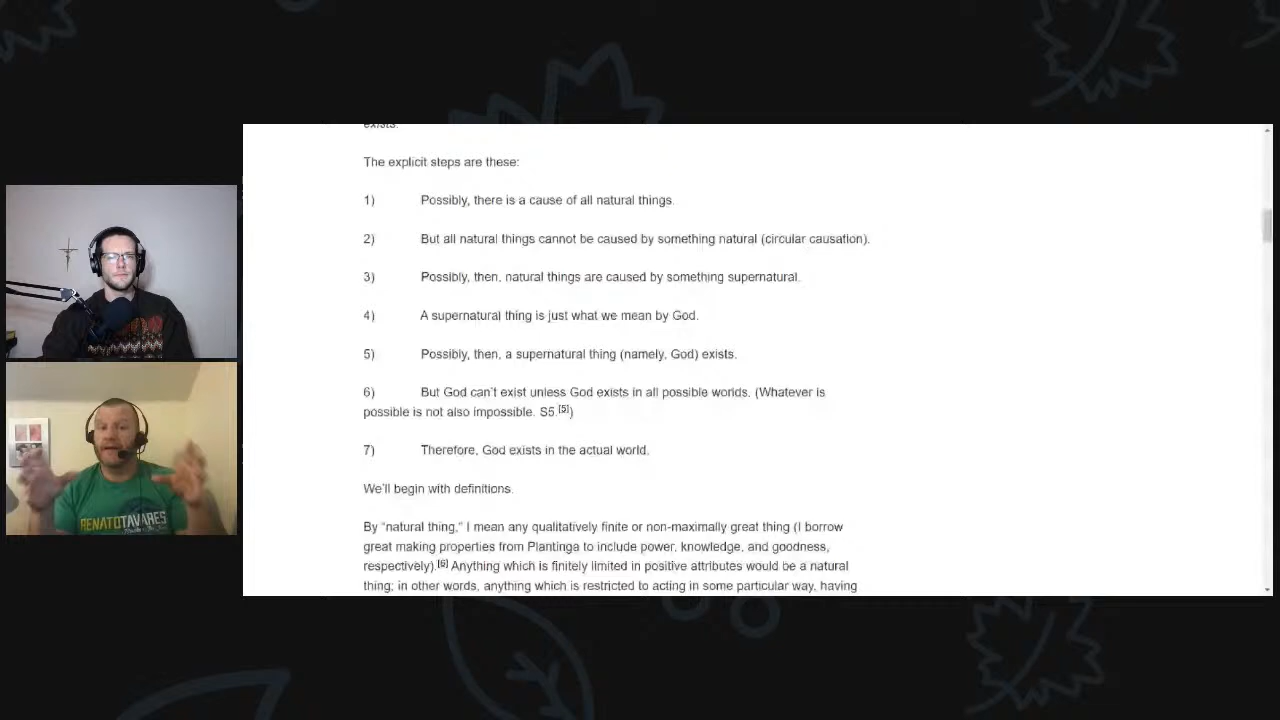 exists.
The explicit steps are these:
1) Possibly, there is a cause of all natural things.
2) But all natural things cannot be caused by something natural (circular causation).
3) Possibly, then, natural things are caused by something supernatural.
4) A supernatural thing is just what we mean by God.
5) Possibly, then, a supernatural thing (namely, God) exists.
6) But God can't exist unless God exists in all possible worlds. (Whatever is
possible is not also impossible. S5.[5])
7) Therefore, God exists in the actual world.
We'll begin with definitions.
By “natural thing,” I mean any qualitatively finite or non-maximally great thing (I borrow
great making properties from Plantinga to include power, knowledge, and goodness,
respectively).[6] Anything which is finitely limited in positive attributes would be a natural
thing; in other words, anything which is restricted to acting in some particular way, having
RENATO TAVARES